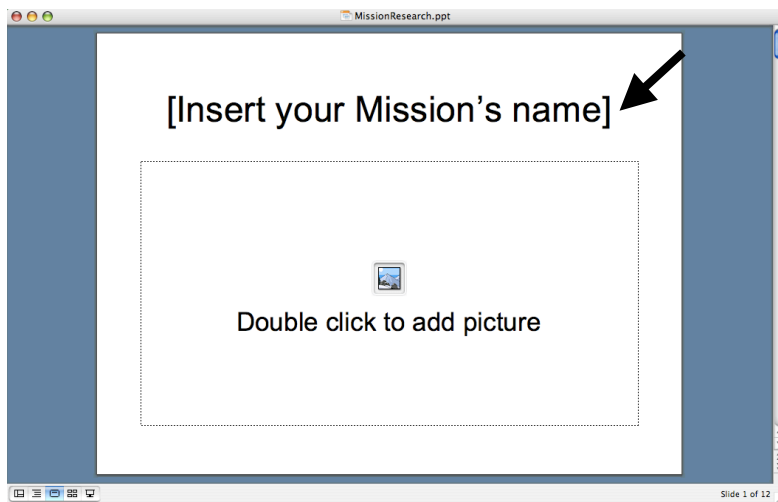 MissionResearch.ppt
[Insert your Mission’s name]
Double click to add picture
Slide 1 of 12